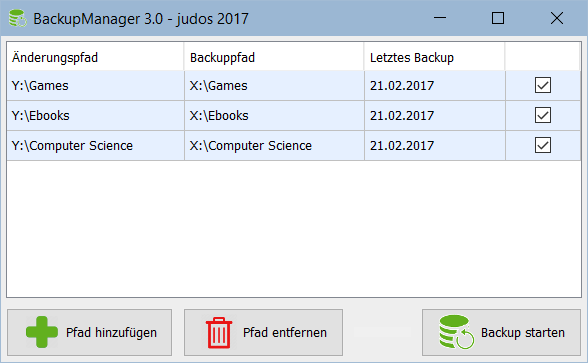 BackupManager 3.0 - judos 2017
Änderungspfad Backuppfad Letztes Backup
Y:\Games X:\Games 21.02.2017
Y:\Ebooks X:\Ebooks 21.02.2017
Y:\Computer Science X:\Computer Science 21.02.2017
Pfad hinzufügen Pfad entfernen Backup starten